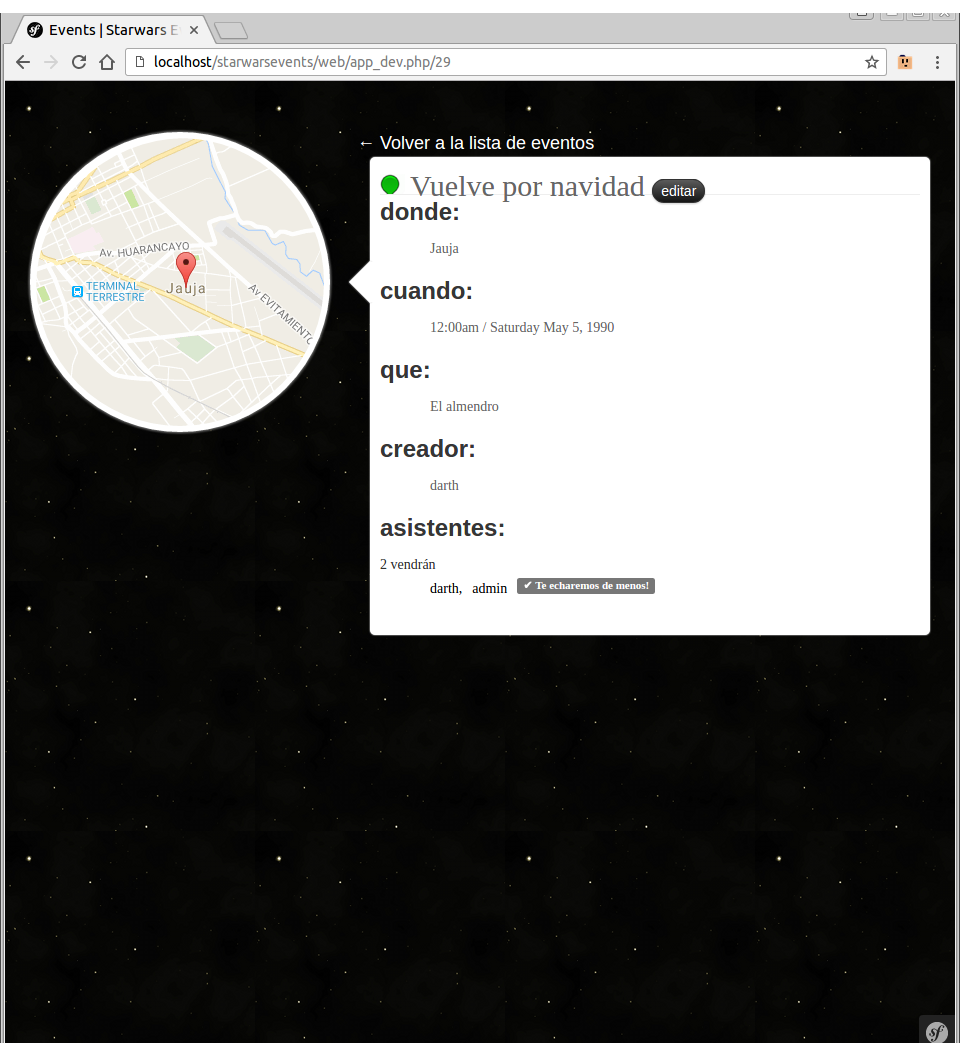 Events | Starwars E
localhost/starwarsevents/web/app_dev.php/29
← Volver a la lista de eventos
Vuelve por navidad editar
donde:
Jauja
cuando:
12:00am / Saturday May 5, 1990
que:
El almendro
creador:
darth
asistentes:
2 vendrán
darth, admin ✔ Te echaremos de menos!
Av. HUARANCAYO
TERMINAL
TERRESTRE
Jauja
Av EVITAMIENTO
sf